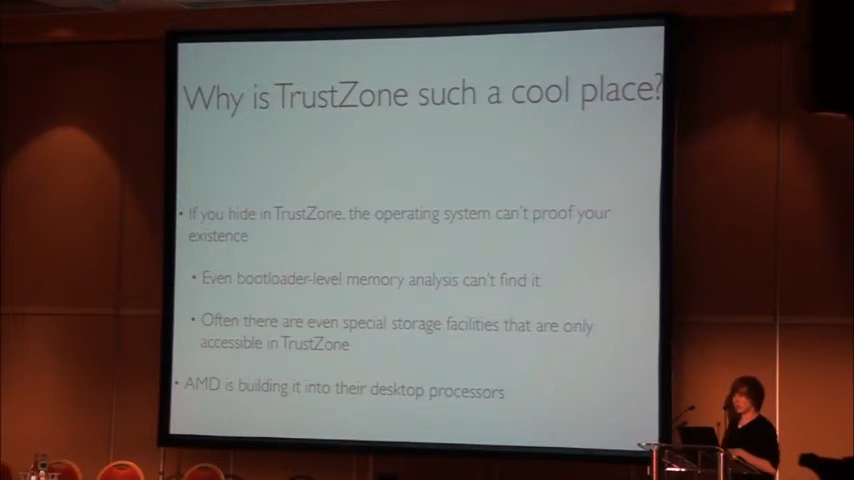 Why is TrustZone such a cool place?
• If you hide in TrustZone, the operating system can't proof your
existence
• Even bootloader-level memory analysis can't find it
• Often there are even special storage facilities that are only
accessible in TrustZone
• AMD is building it into their desktop processors